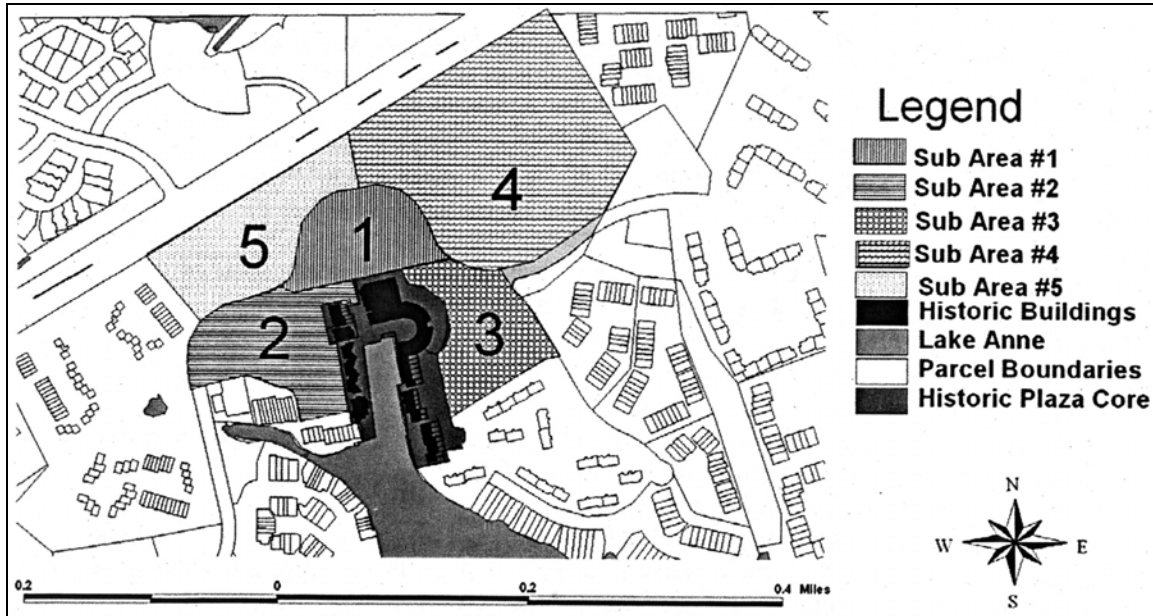 4
5
1
2
3
Legend
Sub Area #1
Sub Area #2
Sub Area #3
Sub Area #4
Sub Area #5
Historic Buildings
Lake Anne
Parcel Boundaries
Historic Plaza Core
N
W E
S
0.2 0 0.2 0.4 Miles